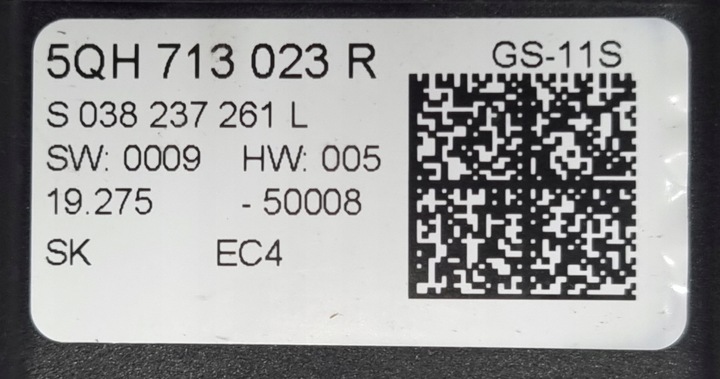 5QH 713 023 R
GS-11S
S 038 237 261 L
SW: 0009 HW: 005
19.275 - 50008
SK EC4